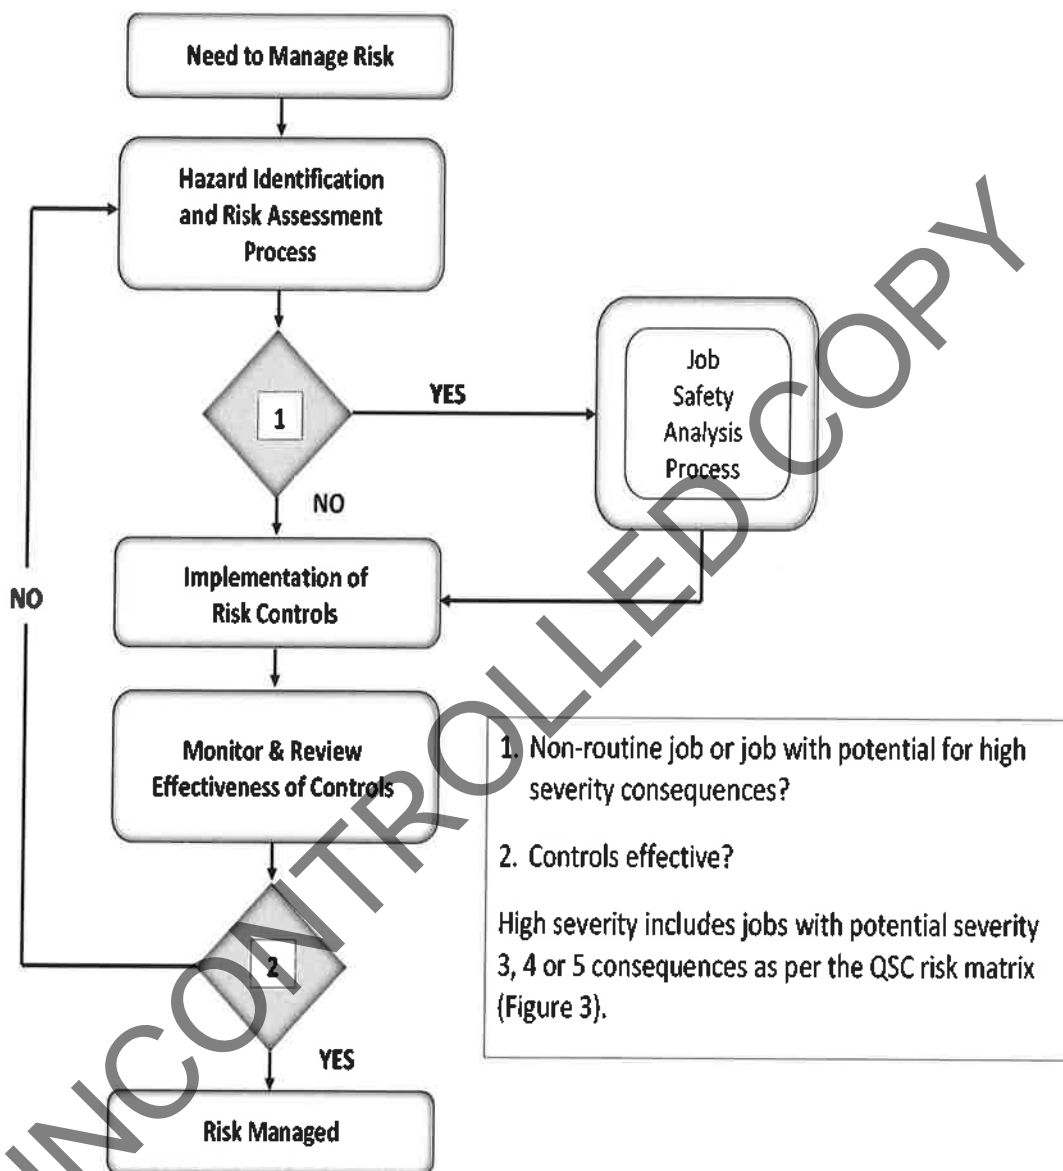 Need to Manage Risk
Hazard Identification
and Risk Assessment
Process
1
YES
Job
Safety
Analysis
Process
NO
Implementation of
Risk Controls
NO
Monitor & Review
Effectiveness of Controls
2
YES
Risk Managed
1. Non-routine job or job with potential for high
severity consequences?
2. Controls effective?
High severity includes jobs with potential severity
3, 4 or 5 consequences as per the QSC risk matrix
(Figure 3).
UNCONTROLLED COPY